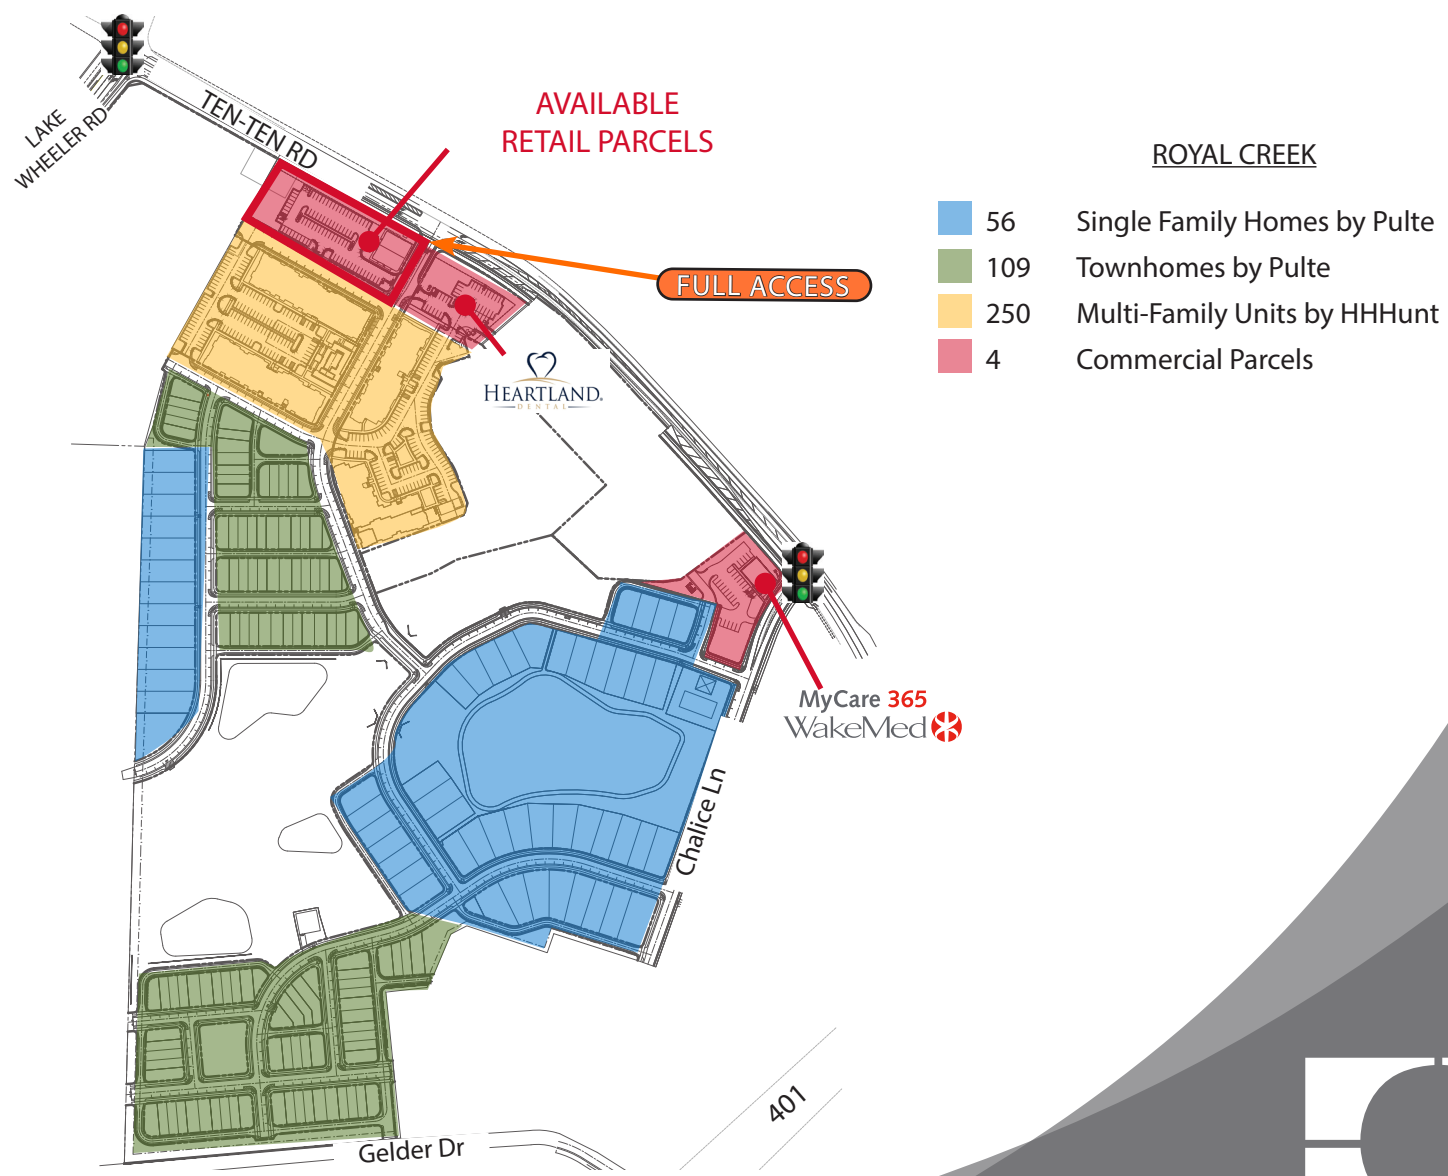 LAKE
WHEELER RD
TEN-TEN RD
AVAILABLE
RETAIL PARCELS
FULL ACCESS
HEARTLAND®
DENTAL
ROYAL CREEK
56 Single Family Homes by Pulte
109 Townhomes by Pulte
250 Multi-Family Units by HHHunt
4 Commercial Parcels
MyCare 365
WakeMed
Chalice Ln
401
Gelder Dr